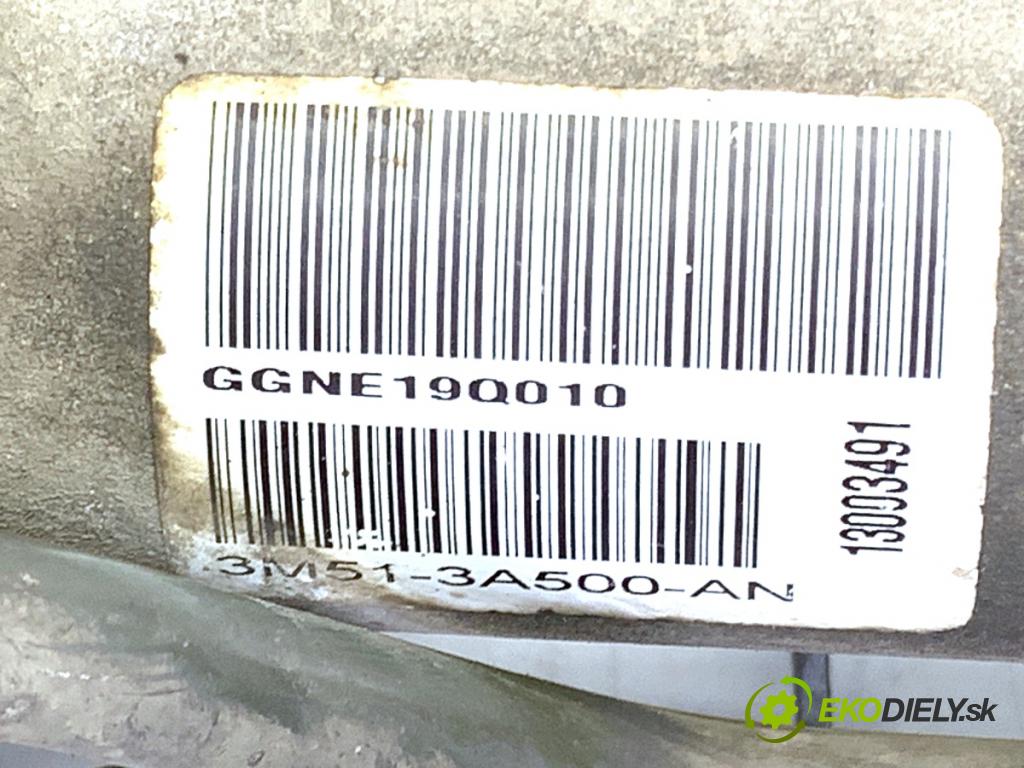 GGNE19Q010
13003491
3M51-3A500-AN
EKODIELY.sk